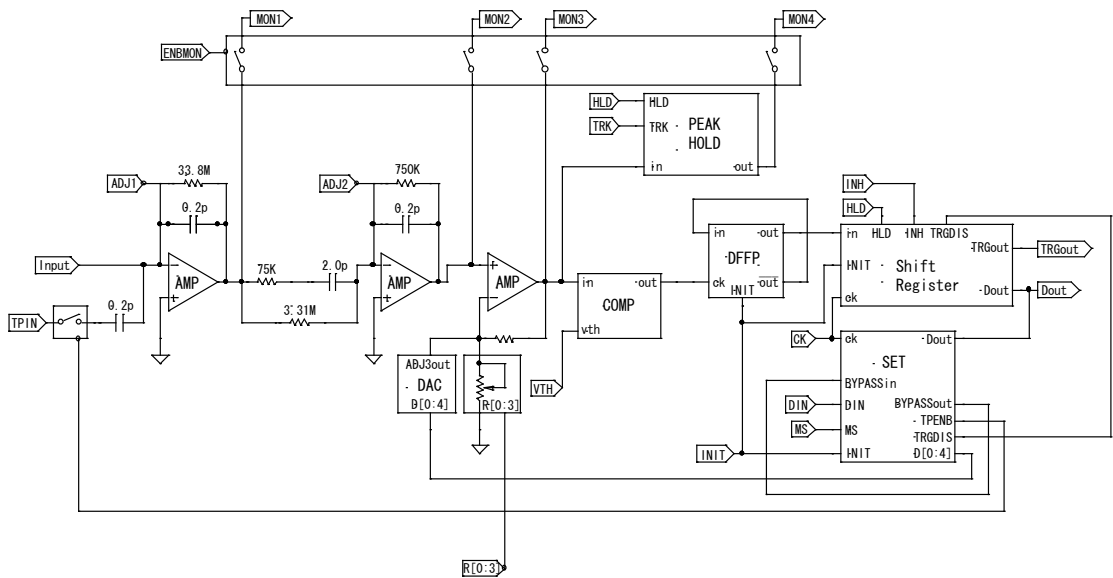 MON1
MON2
MON3
MON4
ENBMON
HLD
HLD
TRK
TRK
PEAK
HOLD
in
out
ADJ1
33.8M
0.2p
ADJ2
750K
0.2p
INH
HLD
in
out
DFFP
ck
INIT
out
in
HLD
INH
TRGDIS
TRGout
TRGout
INIT
Shift
Register
ck
Dout
Dout
Input
AMP
75K
2.0p
3.31M
AMP
AMP
in
out
COMP
vth
0.2p
TPIN
ADJ3out
DAC
D[0:4]
R[0:3]
VTH
CK
ck
Dout
SET
BYPASSin
DIN
DIN
BYPASSout
TPENB
MS
MS
TRGDIS
INIT
INIT
D[0:4]
R[0:3]